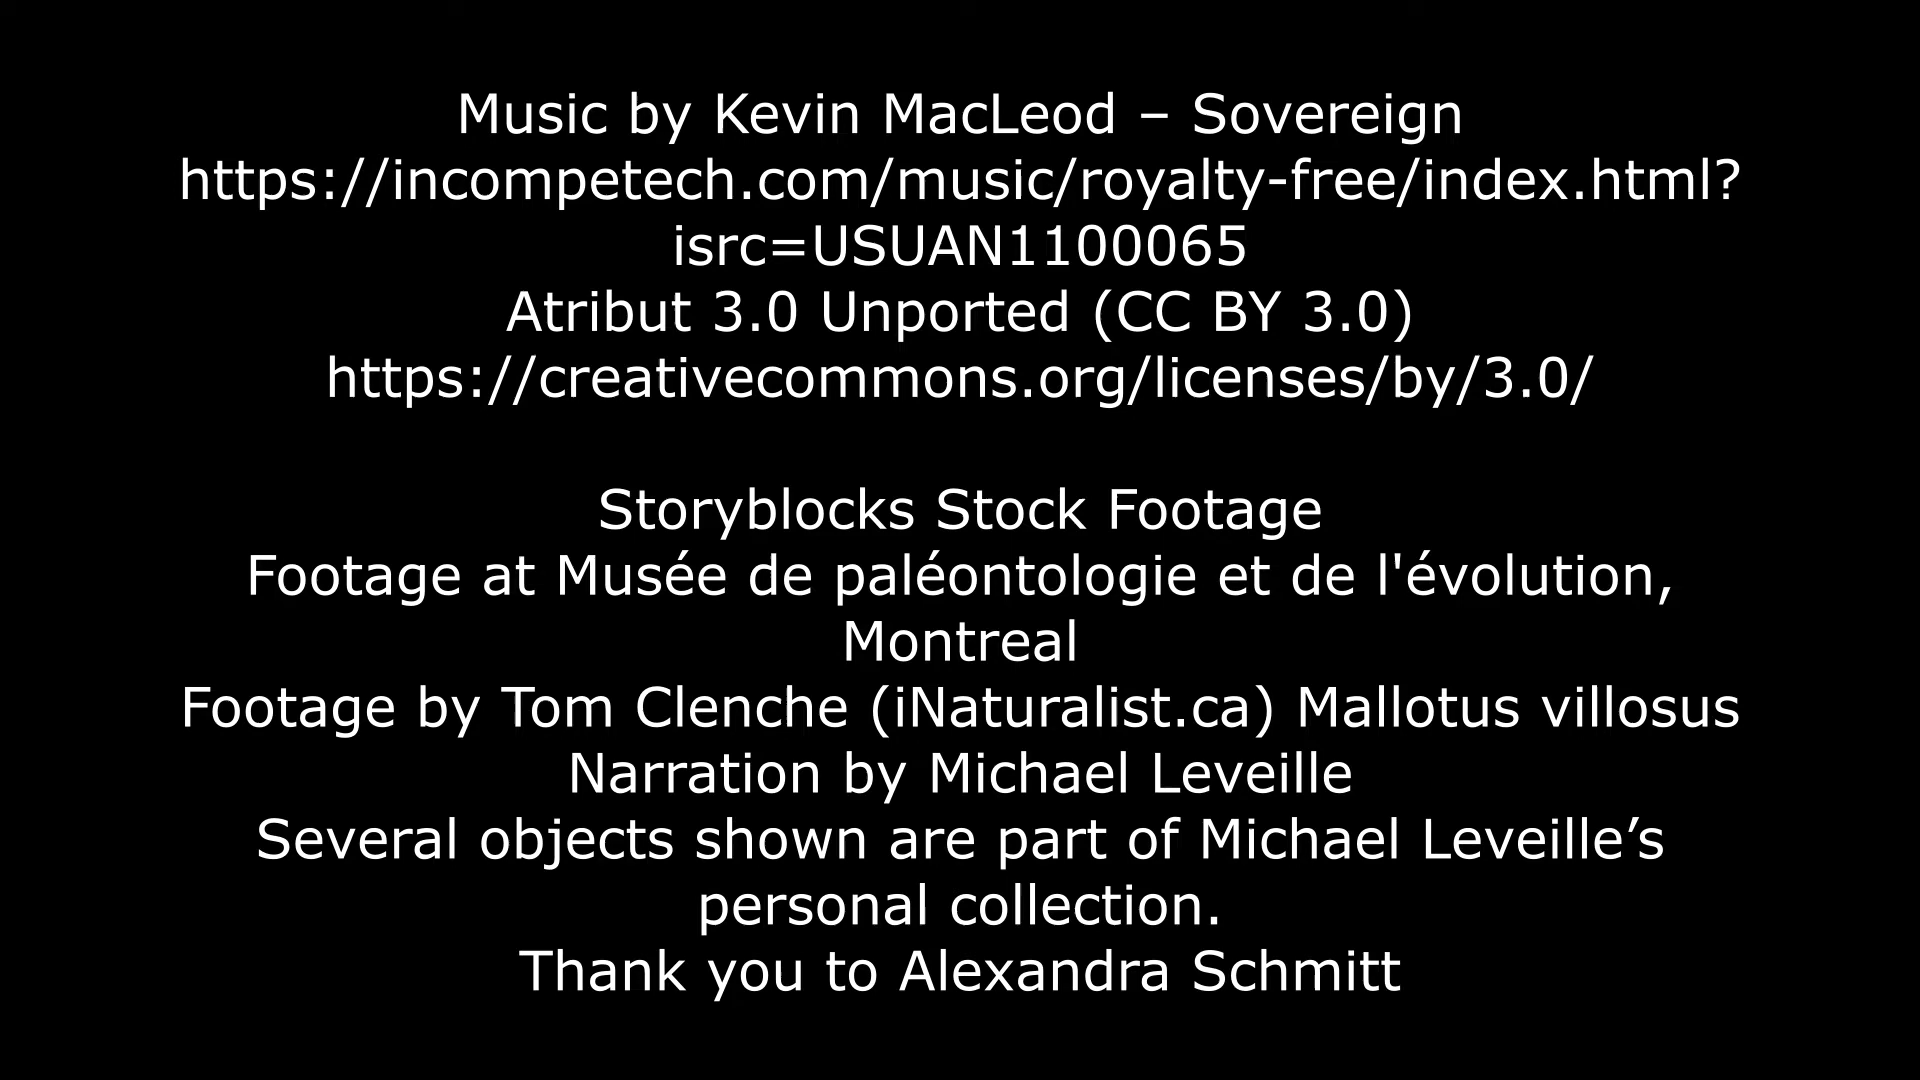 Music by Kevin MacLeod – Sovereign
https://incompetech.com/music/royalty-free/index.html?
isrc=USUAN1100065
Atribut 3.0 Unported (CC BY 3.0)
https://creativecommons.org/licenses/by/3.0/
Storyblocks Stock Footage
Footage at Musée de paléontologie et de l'évolution,
Montreal
Footage by Tom Clenche (iNaturalist.ca) Mallotus villosus
Narration by Michael Leveille
Several objects shown are part of Michael Leveille’s
personal collection.
Thank you to Alexandra Schmitt